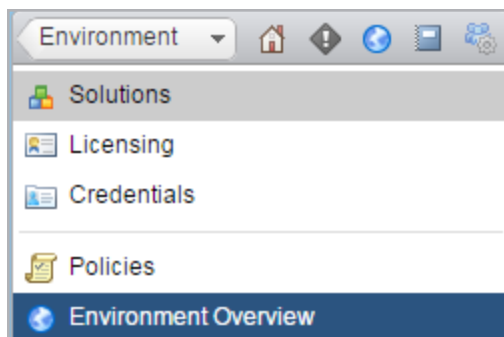 Environment
Solutions
Licensing
Credentials
Policies
Environment Overview